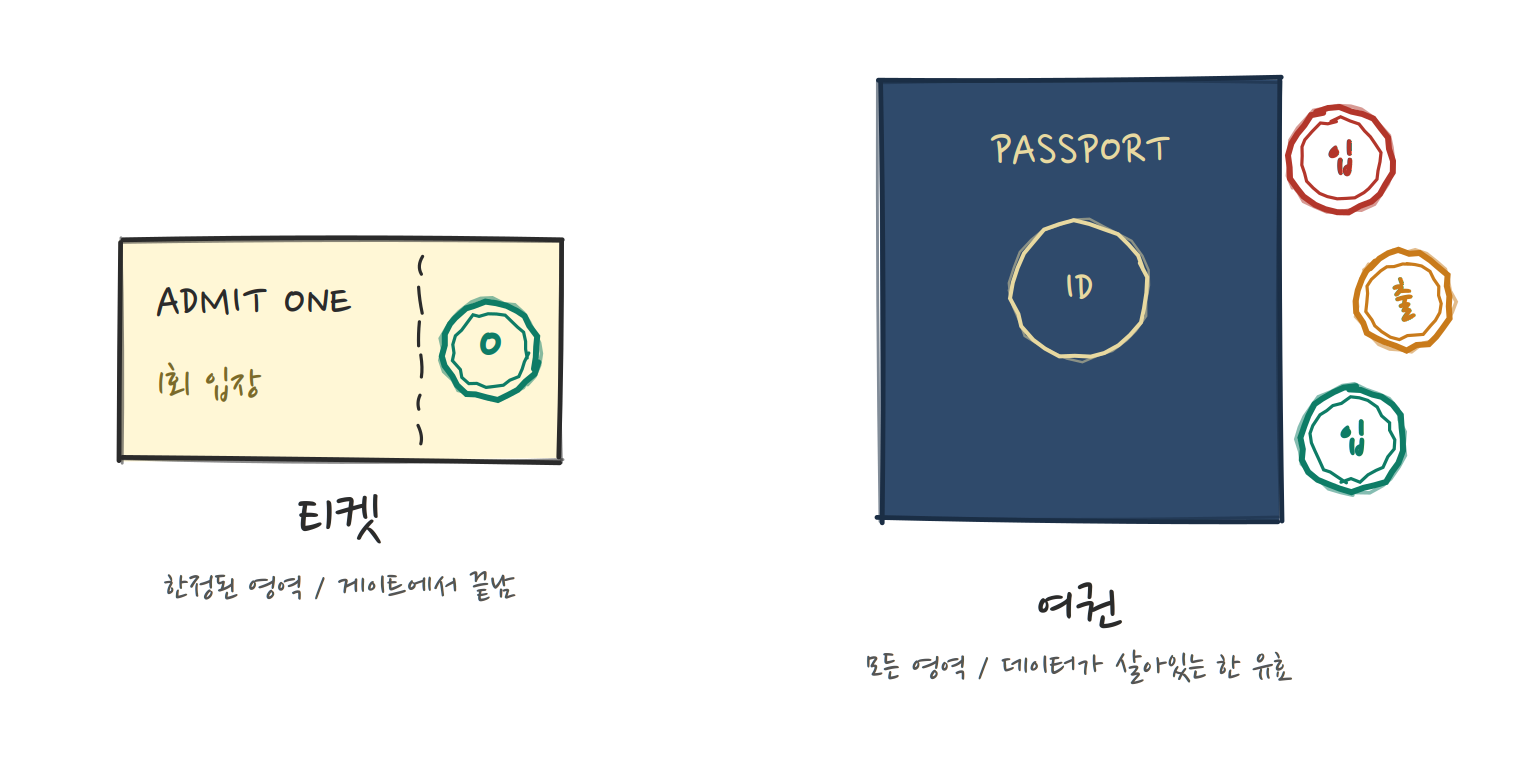 ADMIT ONE
1회 입장
O
티켓
한정된 영역 / 게이트에서 끝남
PASSPORT
ID
입
출
입
여권
모든 영역 / 데이터가 살아있는 한 유효